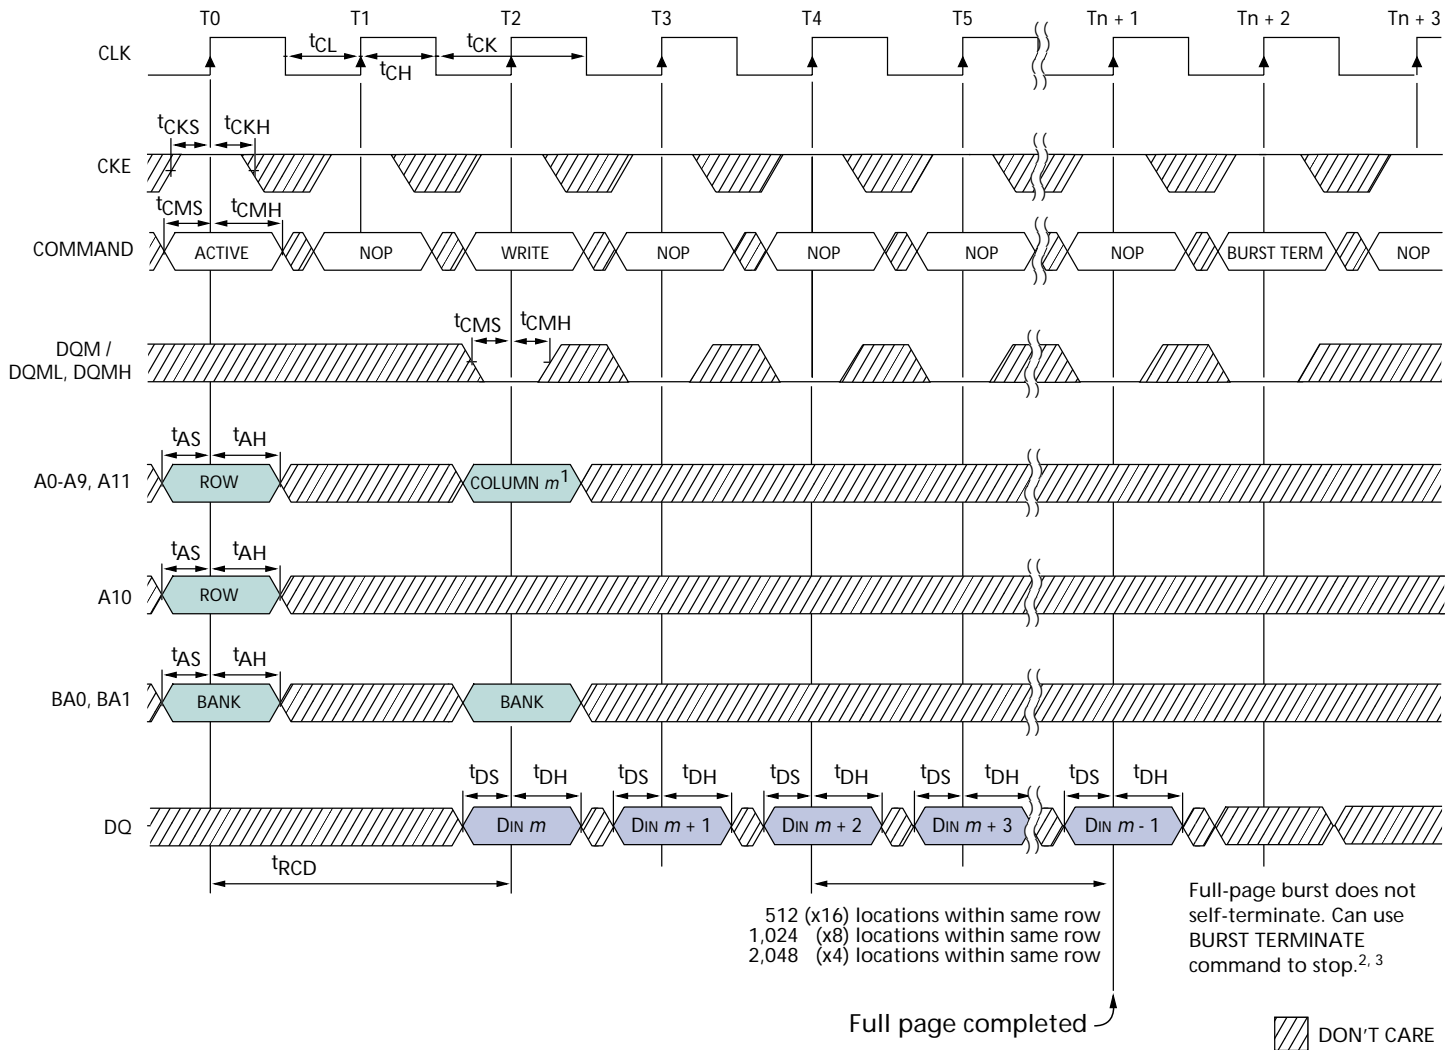 T0 T1 T2 T3 T4 T5 Tn + 1 Tn + 2 Tn + 3
CLK tCL tCH tCK
tCKS tCKH
CKE
tCMS tCMH
COMMAND ACTIVE NOP WRITE NOP NOP NOP NOP BURST TERM NOP
tCMS tCMH
DQM /
DQML, DQMH
tAS tAH
A0-A9, A11 ROW COLUMN m1
tAS tAH
A10 ROW
tAS tAH
BA0, BA1 BANK BANK
tDS tDH tDS tDH tDS tDH tDS tDH tDS tDH
DQ DIN m DIN m + 1 DIN m + 2 DIN m + 3 DIN m - 1
tRCD
512 (x16) locations within same row
1,024 (x8) locations within same row
2,048 (x4) locations within same row
Full-page burst does not
self-terminate. Can use
BURST TERMINATE
command to stop.2, 3
Full page completed
DON'T CARE